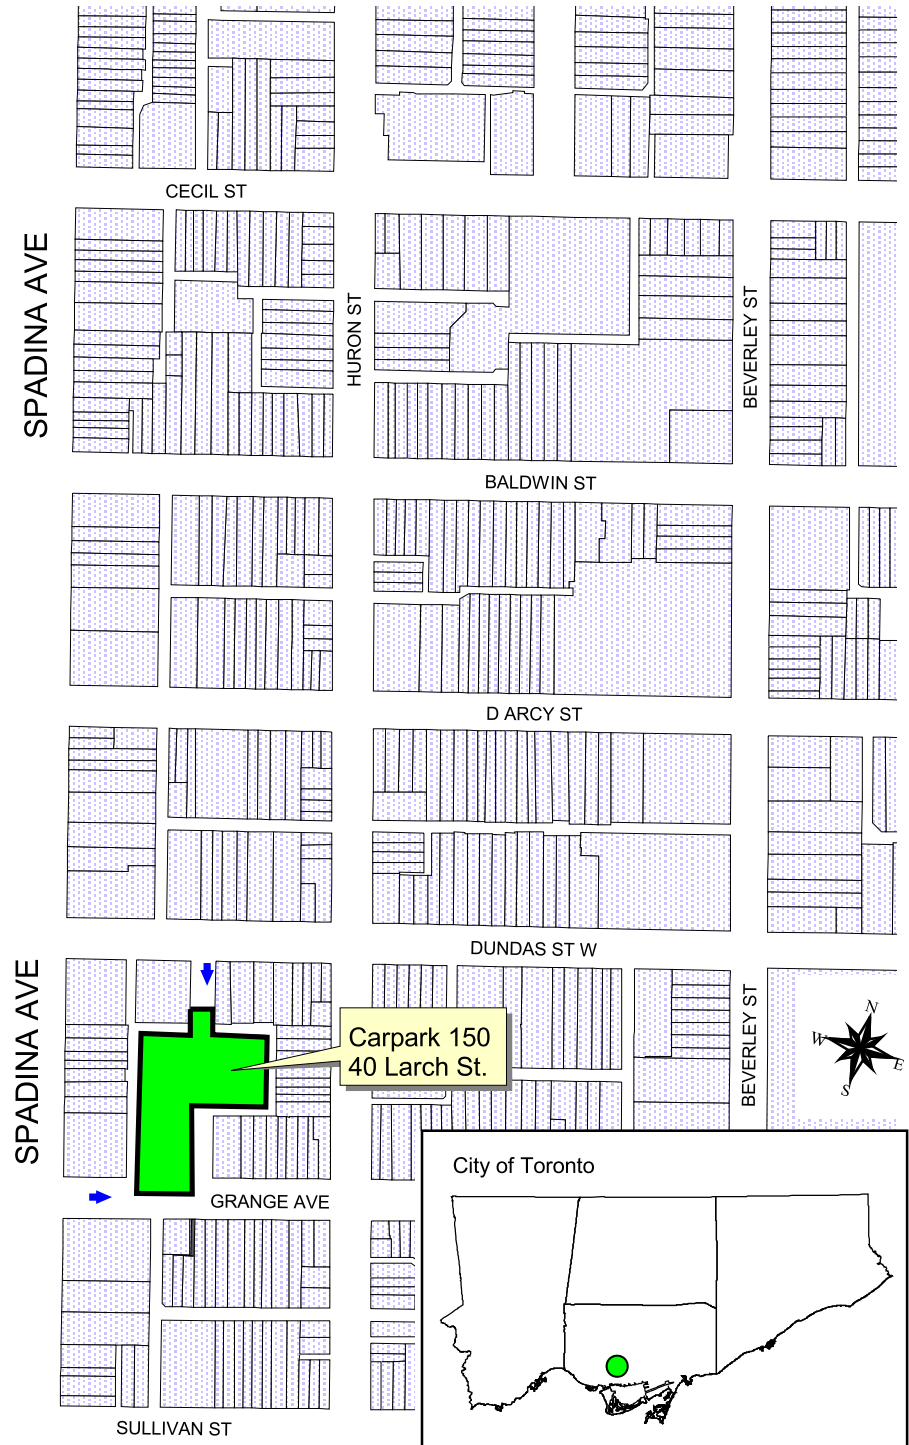 CECIL ST
SPADINA AVE
HURON ST
BEVERLEY ST
BALDWIN ST
D ARCY ST
DUNDAS ST W
SPADINA AVE
BEVERLEY ST
N
W
E
S
Carpark 150
40 Larch St.
City of Toronto
GRANGE AVE
SULLIVAN ST